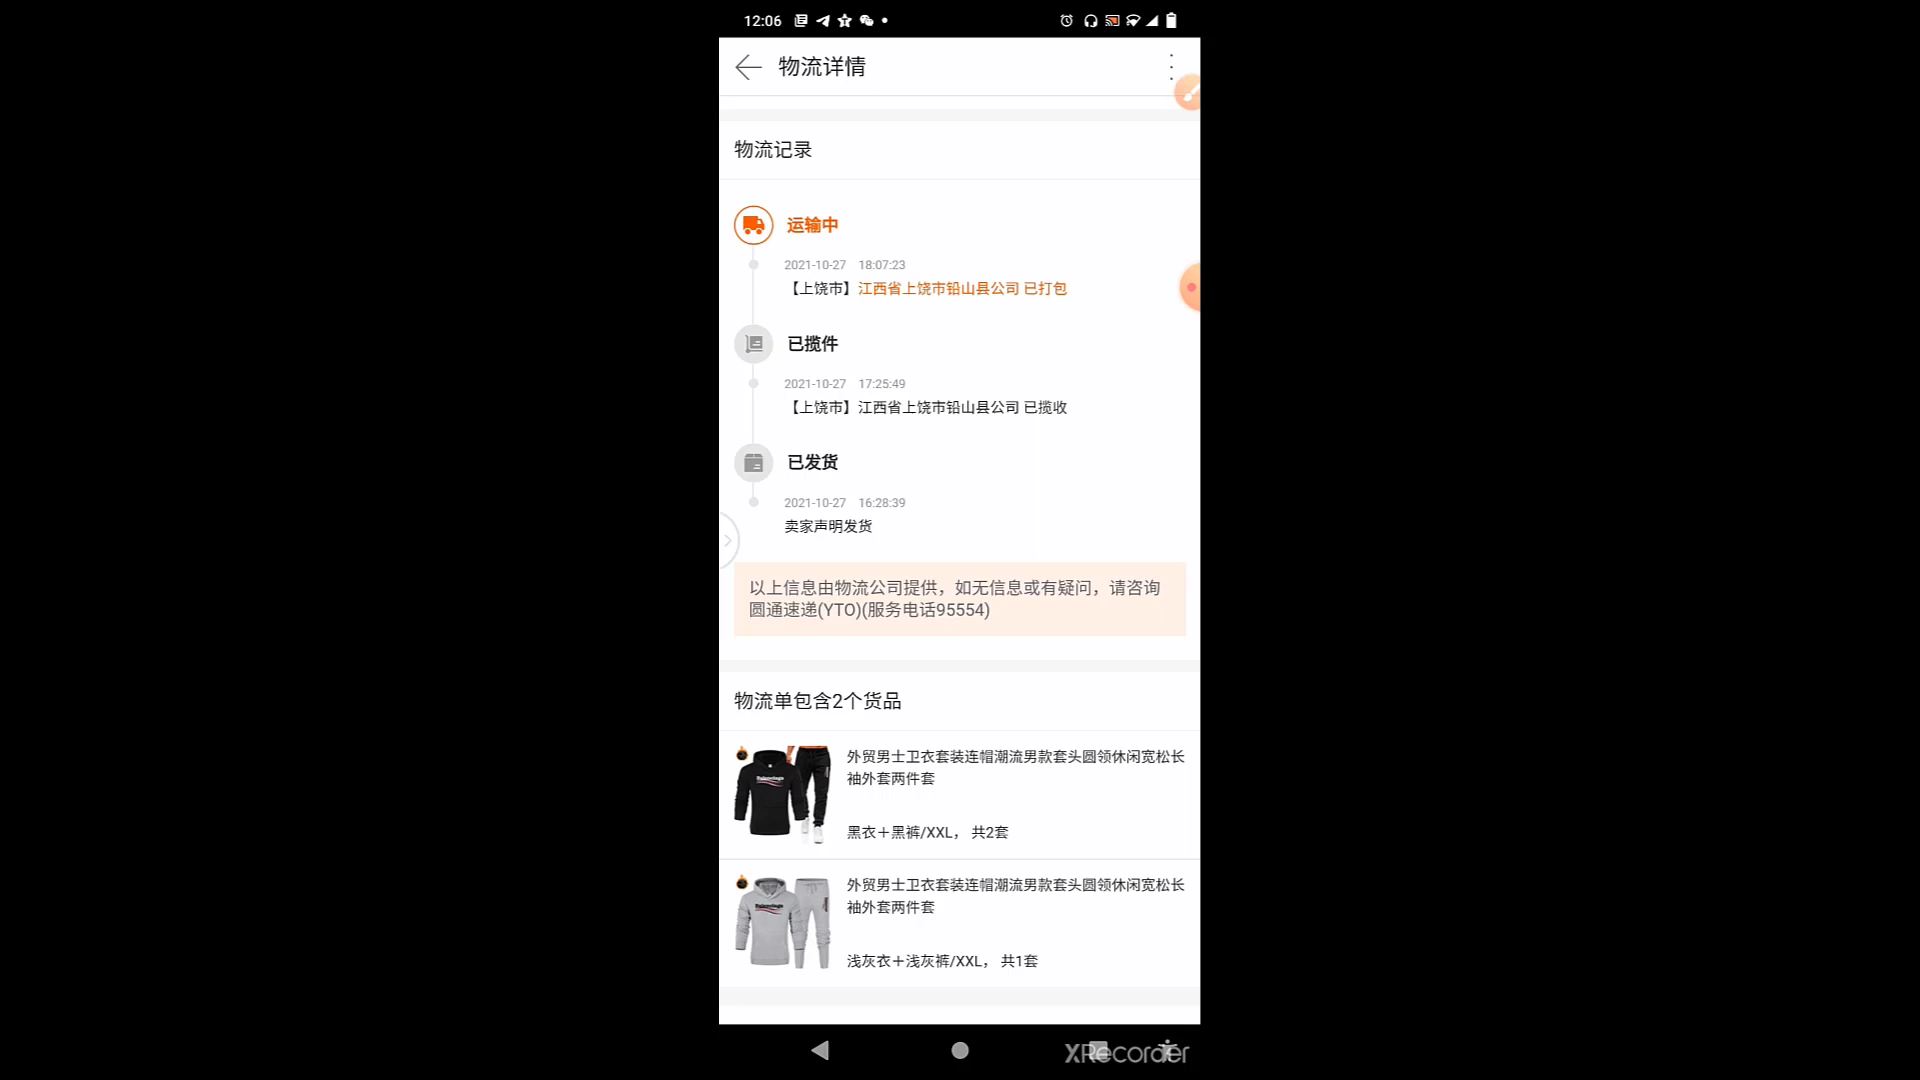 12:06
物流详情
物流记录
运输中
2021-10-27 18:07:23
【上饶市】江西省上饶市铅山县公司 已打包
已揽件
2021-10-27 17:25:49
【上饶市】江西省上饶市铅山县公司 已揽收
已发货
2021-10-27 16:28:39
卖家声明发货
以上信息由物流公司提供，如无信息或有疑问，请咨询
圆通速递(YTO)(服务电话95554)
物流单包含2个货品
外贸男士卫衣套装连帽潮流男款套头圆领休闲宽松长
袖外套两件套
黑衣＋黑裤/XXL， 共2套
外贸男士卫衣套装连帽潮流男款套头圆领休闲宽松长
袖外套两件套
浅灰衣＋浅灰裤/XXL， 共1套
XRecorder